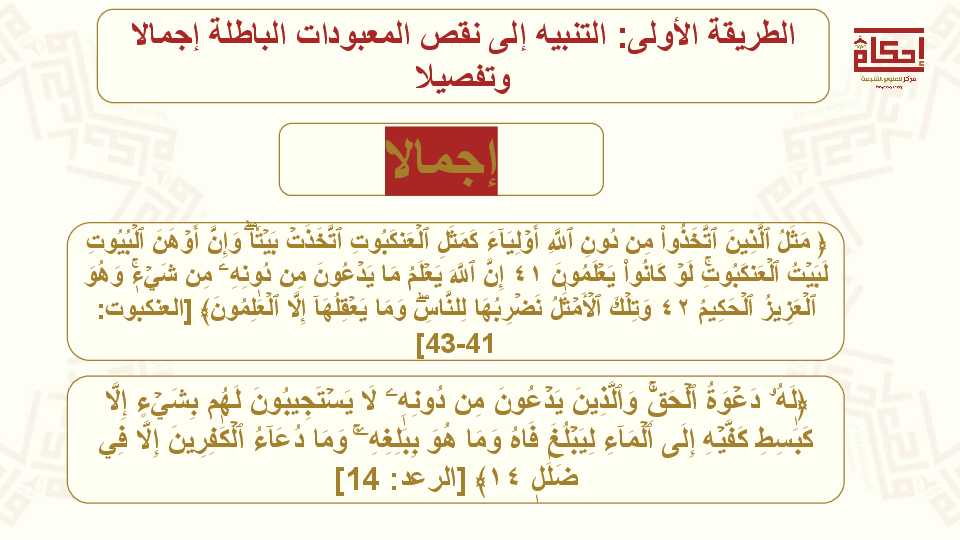 الطريقة الأولى: التنبيه إلى نقص المعبودات الباطلة إجمالا
وتفصيلا
إحكام
مركز للعلوم الشرعية
إجمالا
﴿ مَثَلُ ٱلَّذِينَ ٱتَّخَذُواْ مِن دُونِ ٱللَّهِ أَوۡلِيَآءَ كَمَثَلِ ٱلۡعَنكَبُوتِ ٱتَّخَذَتۡ بَيۡتٗاۖ وَإِنَّ أَوۡهَنَ ٱلۡبُيُوتِ
لَبَيۡتُ ٱلۡعَنكَبُوتِۚ لَوۡ كَانُواْ يَعۡلَمُونَ ٤١ إِنَّ ٱللَّهَ يَعۡلَمُ مَا يَدۡعُونَ مِن دُونِهِۦ مِن شَيۡءٖۚ وَهُوَ
ٱلۡعَزِيزُ ٱلۡحَكِيمُ ٤٢ وَتِلۡكَ ٱلۡأَمۡثَٰلُ نَضۡرِبُهَا لِلنَّاسِۖ وَمَا يَعۡقِلُهَآ إِلَّا ٱلۡعَٰلِمُونَ﴾ [العنكبوت:
41-43]
﴿لَهُۥ دَعۡوَةُ ٱلۡحَقِّۚ وَٱلَّذِينَ يَدۡعُونَ مِن دُونِهِۦ لَا يَسۡتَجِيبُونَ لَهُم بِشَيۡءٍ إِلَّا
كَبَٰسِطِ كَفَّيۡهِ إِلَى ٱلۡمَآءِ لِيَبۡلُغَ فَاهُ وَمَا هُوَ بِبَٰلِغِهِۦۚ وَمَا دُعَآءُ ٱلۡكَٰفِرِينَ إِلَّا فِي
ضَلَٰلٖ ١٤﴾ [الرعد: 14]